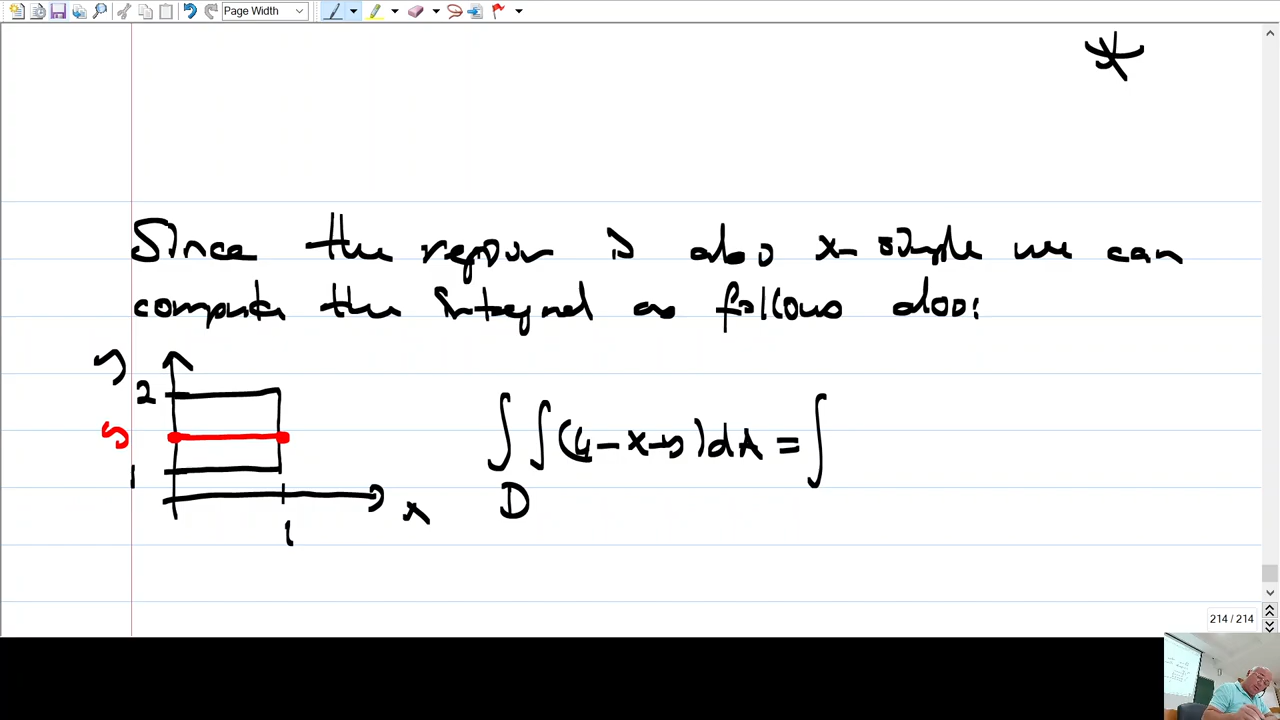 Page Width
Since the region is also x-simple we can
compute the integral as follows also:
y
2
y
1
x
1
∫∫(4-x-y)dA = ∫
D
214 / 214